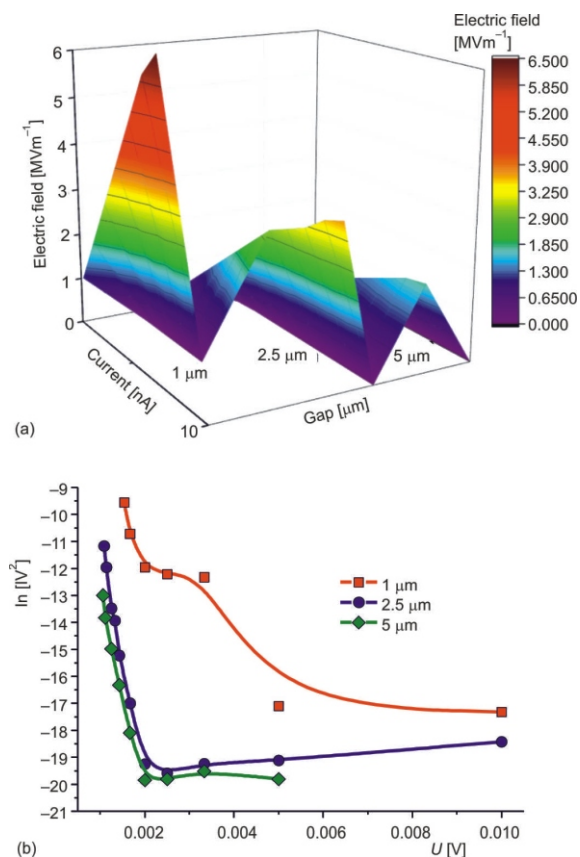 Electric field
[MVm⁻¹]
6.500
5.850
5.200
4.550
3.950
3.250
2.900
1.850
1.300
0.6500
0.000
Electric field [MVm⁻¹]
6
5
4
3
2
1
0
Current [nA]
10
1 µm
2.5 µm
5 µm
Gap [µm]
(a)
ln [IV²]
–9
–10
–11
–12
–13
–14
–15
–16
–17
–18
–19
–20
–21
1 µm
2.5 µm
5 µm
0.002
0.004
0.006
0.008
0.010
U [V]
(b)